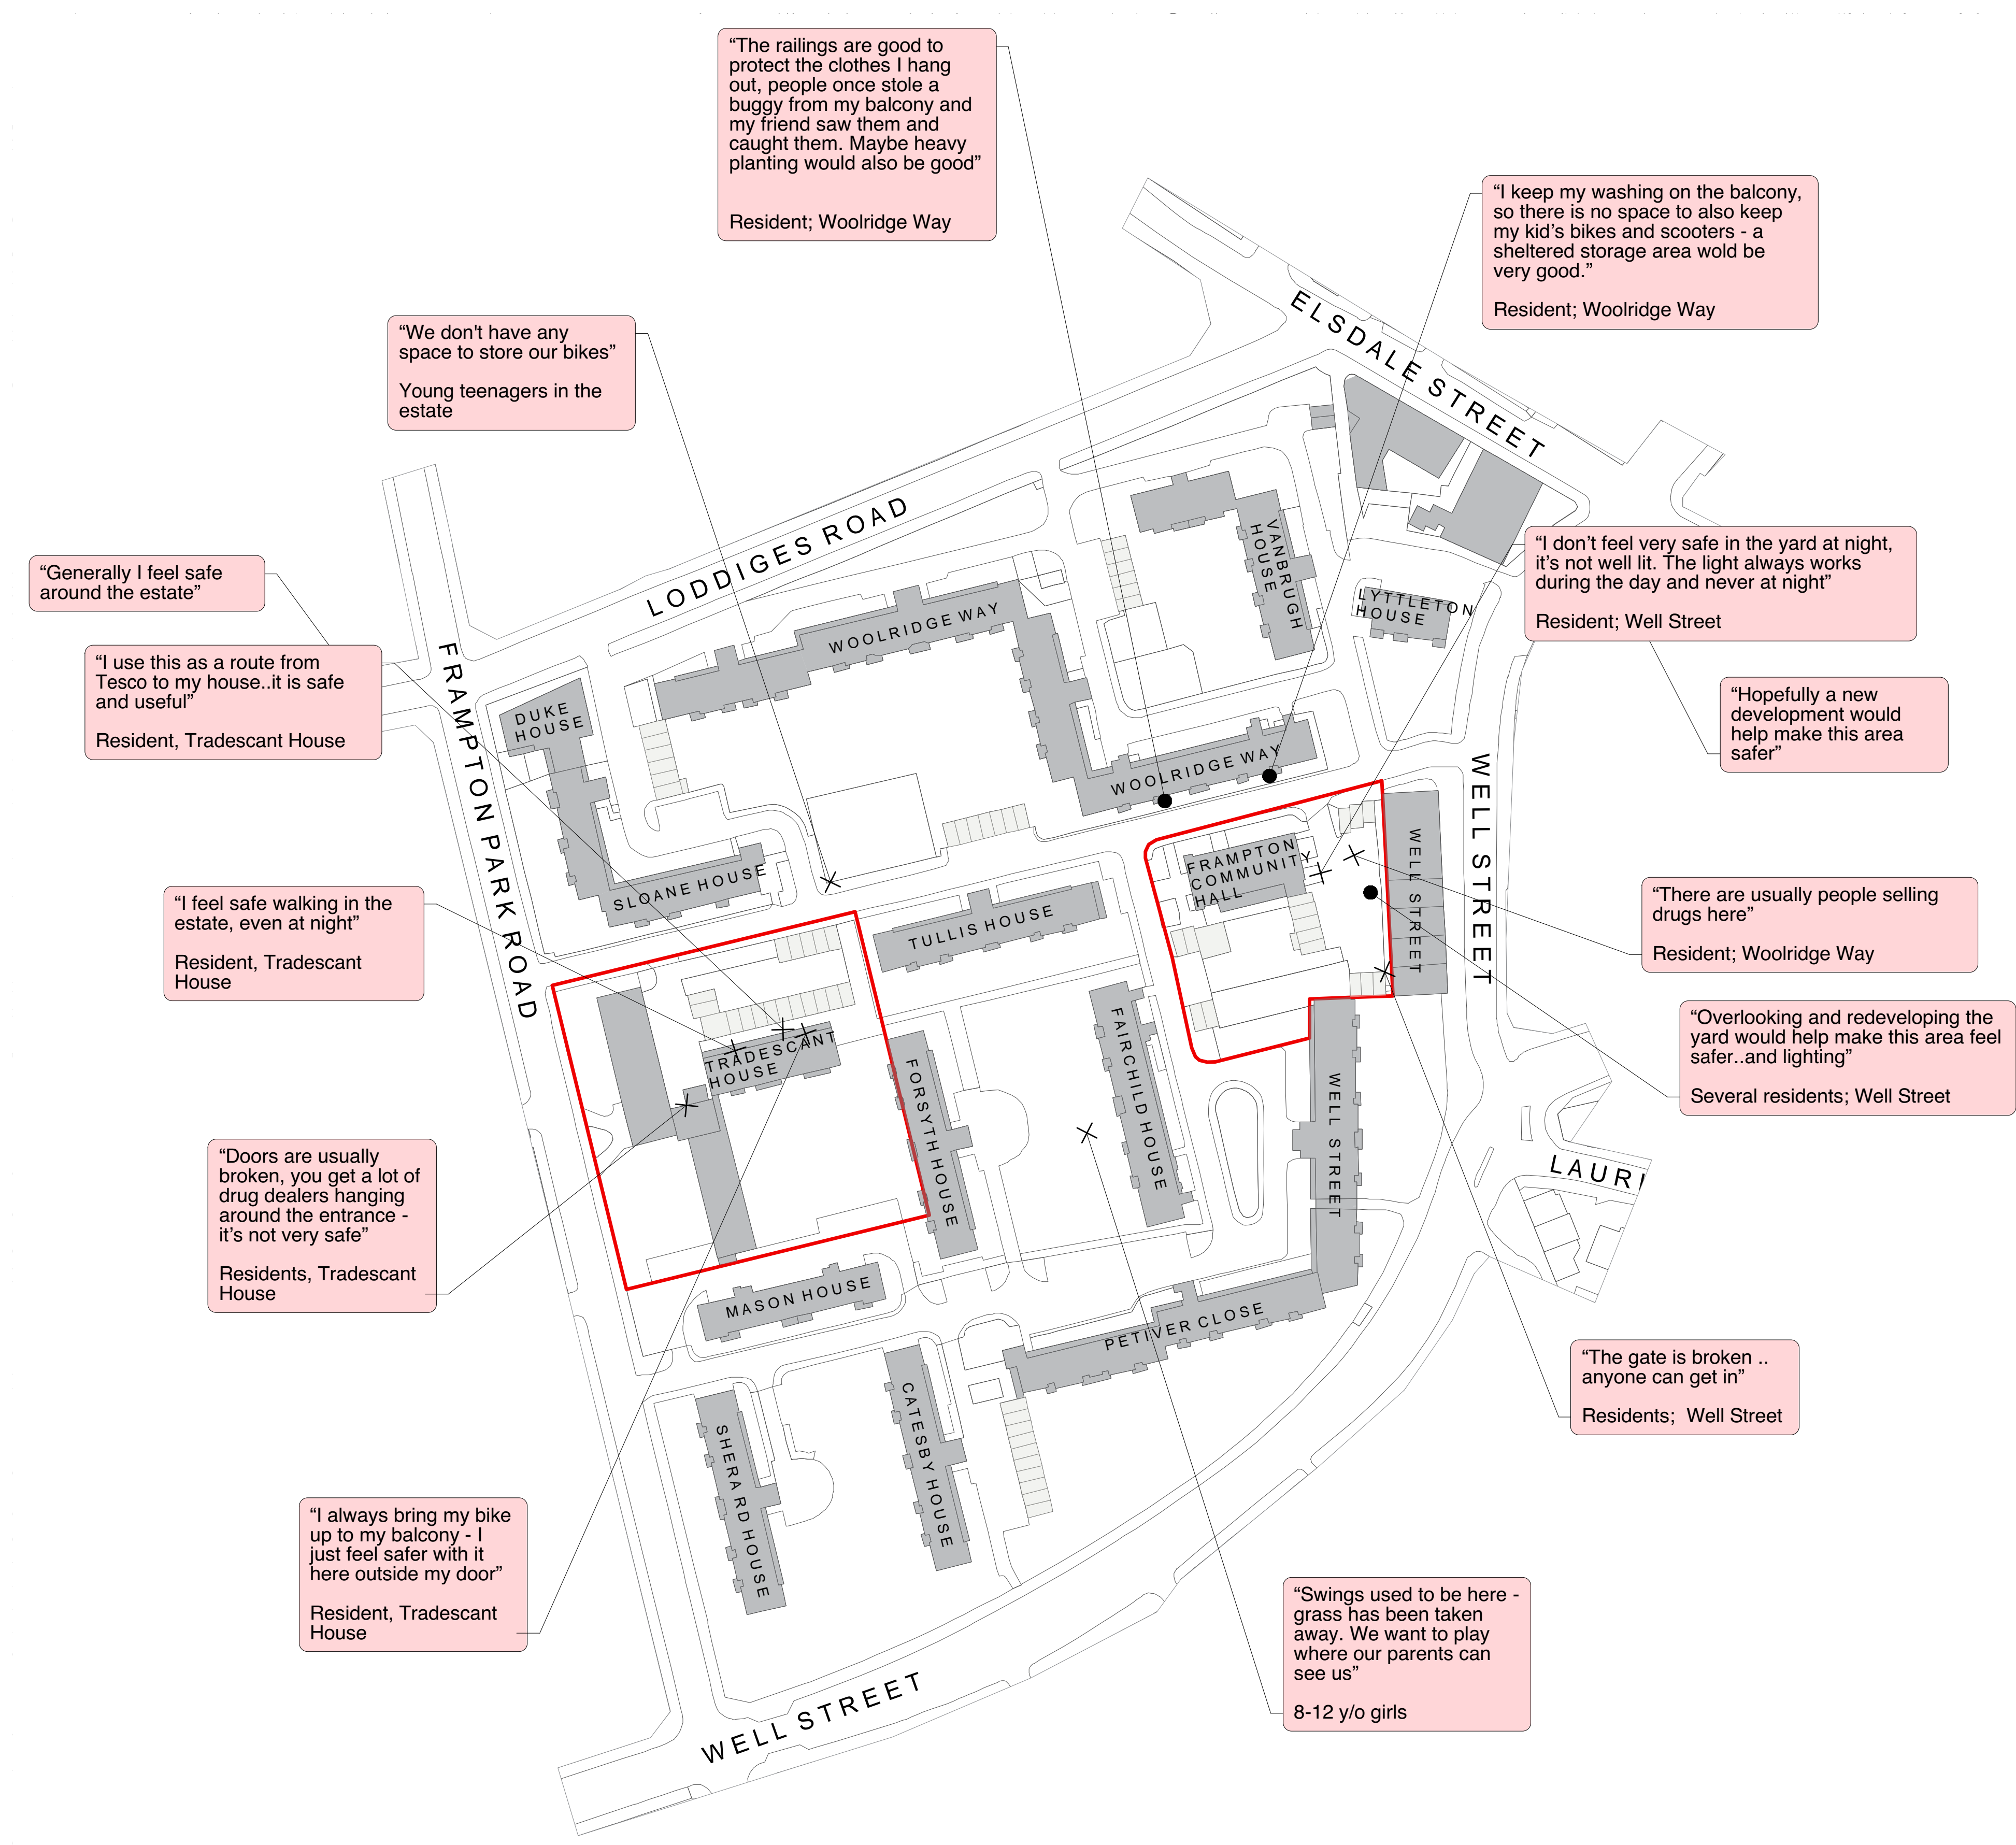 “The railings are good to
protect the clothes I hang
out, people once stole a
buggy from my balcony and
my friend saw them and
caught them. Maybe heavy
planting would also be good”
Resident; Woolridge Way
“I keep my washing on the balcony,
so there is no space to also keep
my kid’s bikes and scooters - a
sheltered storage area wold be
very good.”
Resident; Woolridge Way
“We don't have any
space to store our bikes”
Young teenagers in the
estate
ELSDALE STREET
LODDIGES ROAD
“Generally I feel safe
around the estate”
“I use this as a route from
Tesco to my house..it is safe
and useful”
Resident, Tradescant House
“I don’t feel very safe in the yard at night,
it’s not well lit. The light always works
during the day and never at night”
Resident; Well Street
“Hopefully a new
development would
help make this area
safer”
VANBRUGH
HOUSE
LYTTLETON
HOUSE
WOOLRIDGE WAY
DUKE
HOUSE
FRAMPTON PARK ROAD
WOOLRIDGE WAY
WELL STREET
SLOANE HOUSE
FRAMPTON
COMMUNITY
HALL
WELL STREET
“I feel safe walking in the
estate, even at night”
Resident, Tradescant
House
“There are usually people selling
drugs here”
Resident; Woolridge Way
TULLIS HOUSE
“Overlooking and redeveloping the
yard would help make this area feel
safer..and lighting”
Several residents; Well Street
TRADESCANT
HOUSE
FORSYTH HOUSE
FAIRCHILD HOUSE
WELL STREET
LAURI
“Doors are usually
broken, you get a lot of
drug dealers hanging
around the entrance -
it’s not very safe”
Residents, Tradescant
House
MASON HOUSE
PETIVER CLOSE
“The gate is broken ..
anyone can get in”
Residents;  Well Street
SHERARD HOUSE
CATESBY HOUSE
“I always bring my bike
up to my balcony - I
just feel safer with it
here outside my door”
Resident, Tradescant
House
“Swings used to be here -
grass has been taken
away. We want to play
where our parents can
see us”
8-12 y/o girls
WELL STREET